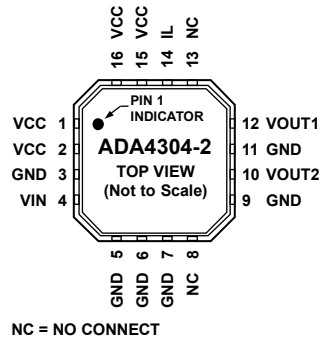 16 VCC
15 VCC
14 IL
13 NC
PIN 1
INDICATOR
VCC 1
VCC 2
GND 3
VIN 4
ADA4304-2
TOP VIEW
(Not to Scale)
12 VOUT1
11 GND
10 VOUT2
9 GND
GND 5
GND 6
GND 7
NC 8
NC = NO CONNECT